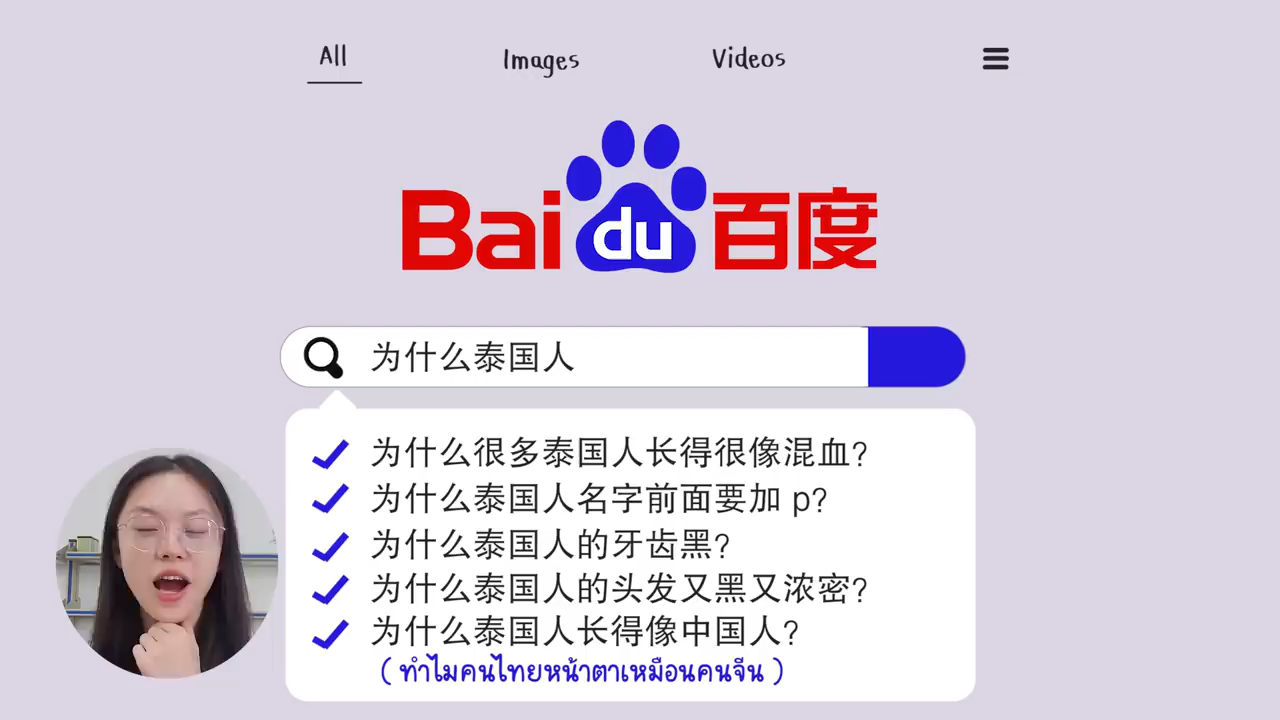 All Images Videos
Bai du 百度
为什么泰国人
为什么很多泰国人长得很像混血?
为什么泰国人名字前面要加 p?
为什么泰国人的牙齿黑?
为什么泰国人的头发又黑又浓密?
为什么泰国人长得像中国人?
( ทำไมคนไทยหน้าตาเหมือนคนจีน )